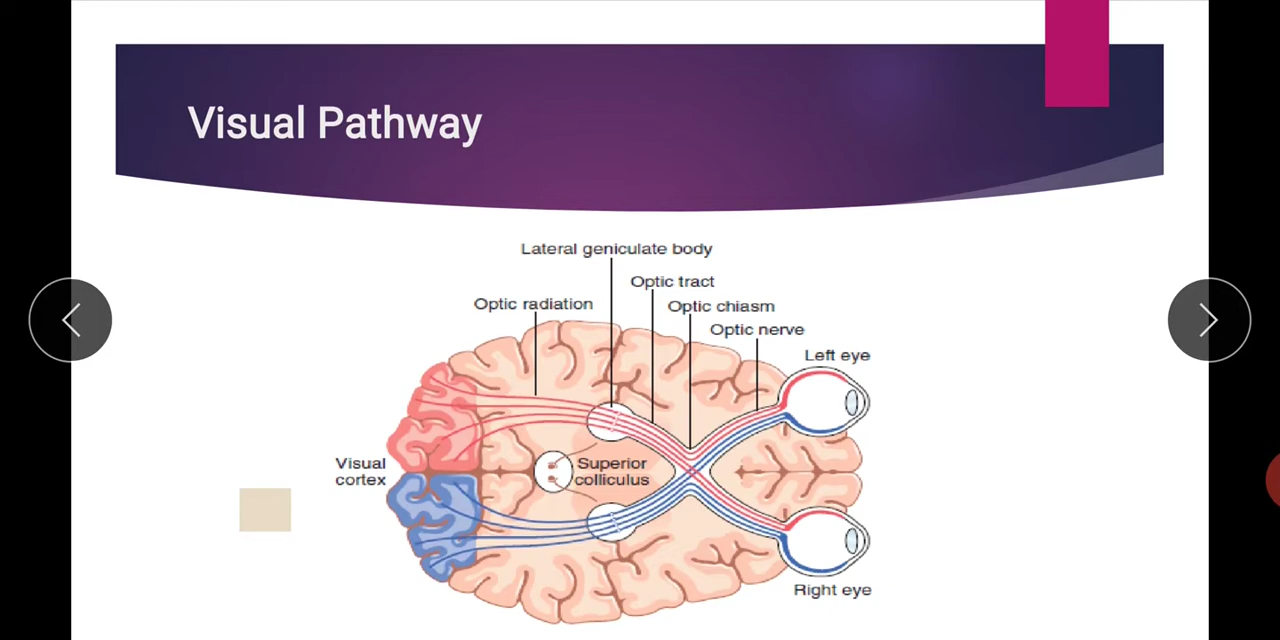 Visual Pathway
Lateral geniculate body
Optic tract
Optic radiation
Optic chiasm
Optic nerve
Left eye
Visual
cortex
Superior
colliculus
Right eye